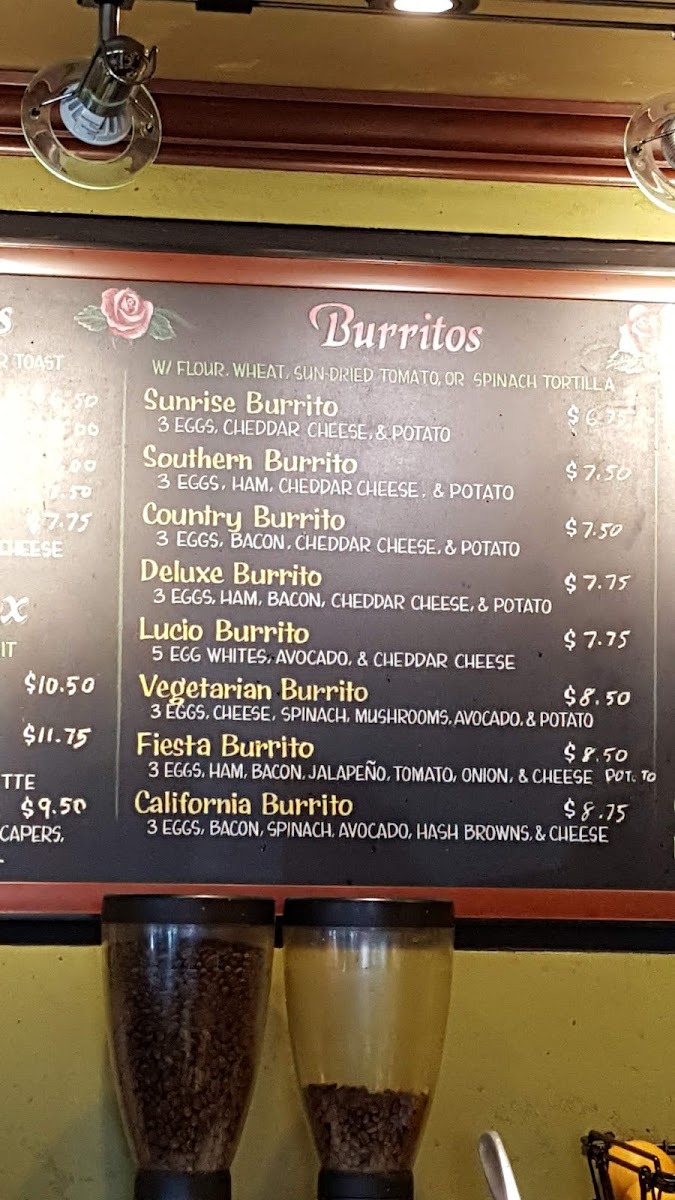 S
R TOAST
.50
.00
.00
.50
7.75
CHEESE
X
IT
$10.50
$11.75
TTE
$9.50
CAPERS,
Burritos
W/ FLOUR, WHEAT, SUN-DRIED TOMATO, OR SPINACH TORTILLA
Sunrise Burrito
3 EGGS, CHEDDAR CHEESE, & POTATO
Southern Burrito $7.50
3 EGGS, HAM, CHEDDAR CHEESE, & POTATO
Country Burrito $7.50
3 EGGS, BACON, CHEDDAR CHEESE, & POTATO
Deluxe Burrito $7.75
3 EGGS, HAM, BACON, CHEDDAR CHEESE, & POTATO
Lucio Burrito $7.75
5 EGG WHITES, AVOCADO, & CHEDDAR CHEESE
Vegetarian Burrito $8.50
3 EGGS, CHEESE, SPINACH, MUSHROOMS, AVOCADO, & POTATO
Fiesta Burrito $8.50
3 EGGS, HAM, BACON, JALAPEÑO, TOMATO, ONION, & CHEESE
California Burrito $8.75
3 EGGS, BACON, SPINACH, AVOCADO, HASH BROWNS, & CHEESE